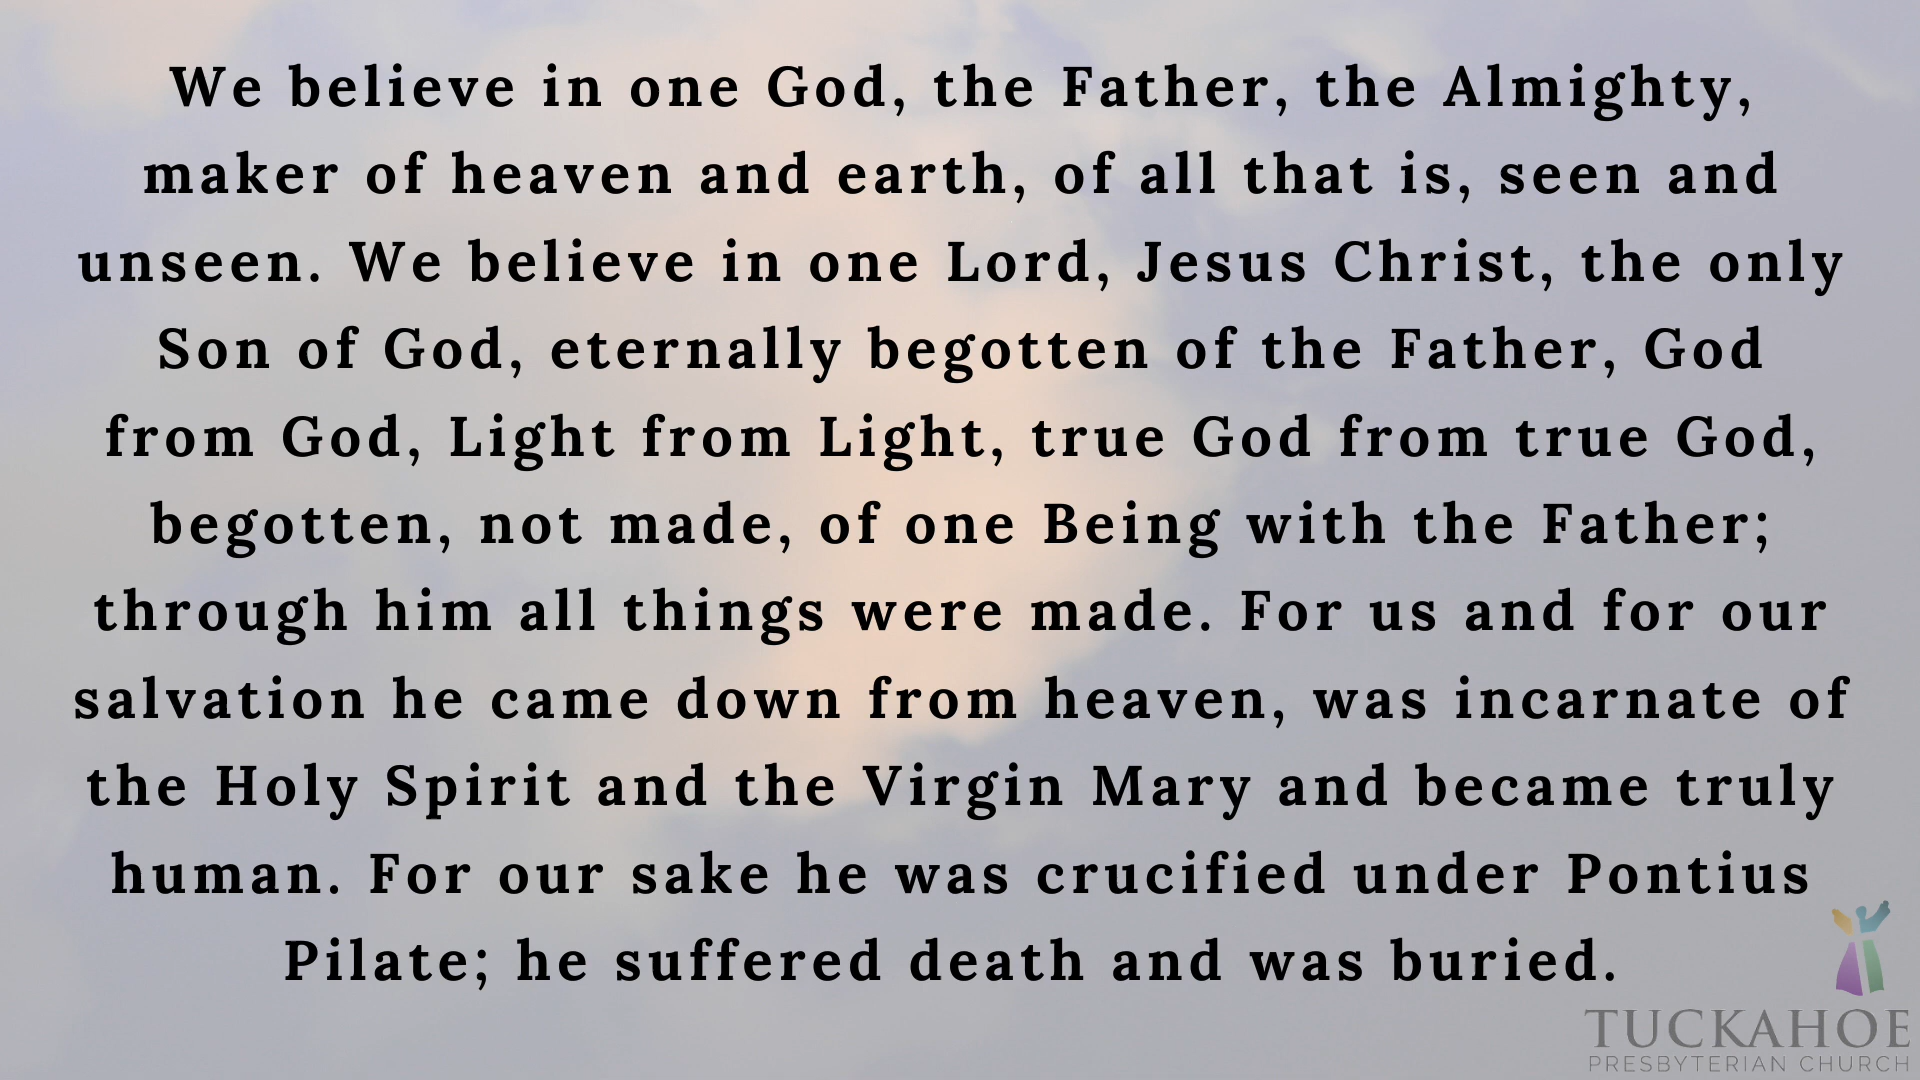 We believe in one God, the Father, the Almighty,
maker of heaven and earth, of all that is, seen and
unseen. We believe in one Lord, Jesus Christ, the only
Son of God, eternally begotten of the Father, God
from God, Light from Light, true God from true God,
begotten, not made, of one Being with the Father;
through him all things were made. For us and for our
salvation he came down from heaven, was incarnate of
the Holy Spirit and the Virgin Mary and became truly
human. For our sake he was crucified under Pontius
Pilate; he suffered death and was buried.
TUCKAHOE
PRESBYTERIAN CHURCH